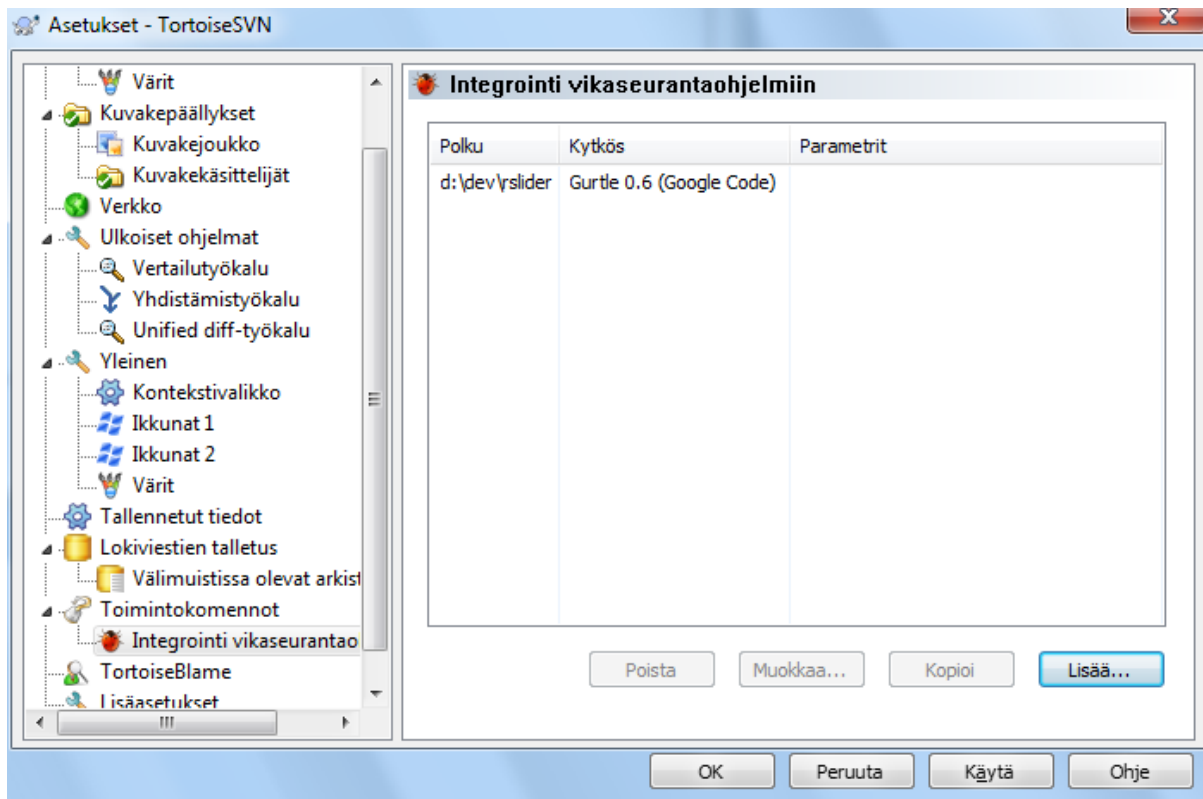 Asetukset - TortoiseSVN
Värit
Kuvakepäällykset
Kuvakejoukko
Kuvakekäsittelijät
Verkko
Ulkoiset ohjelmat
Vertailutyökalu
Yhdistämistyökalu
Unified diff-työkalu
Yleinen
Kontekstivalikko
Ikkunat 1
Ikkunat 2
Värit
Tallennetut tiedot
Lokiviestien talletus
Välimuistissa olevat arkist
Toimintokomennot
Integrointi vikaseurantao
TortoiseBlame
Lisäasetukset
Integrointi vikaseurantaohjelmiin
Polku Kytkös Parametrit
d:\dev\rslider Gurtle 0.6 (Google Code)
Poista Muokkaa... Kopioi Lisää...
OK Peruuta Käytä Ohje